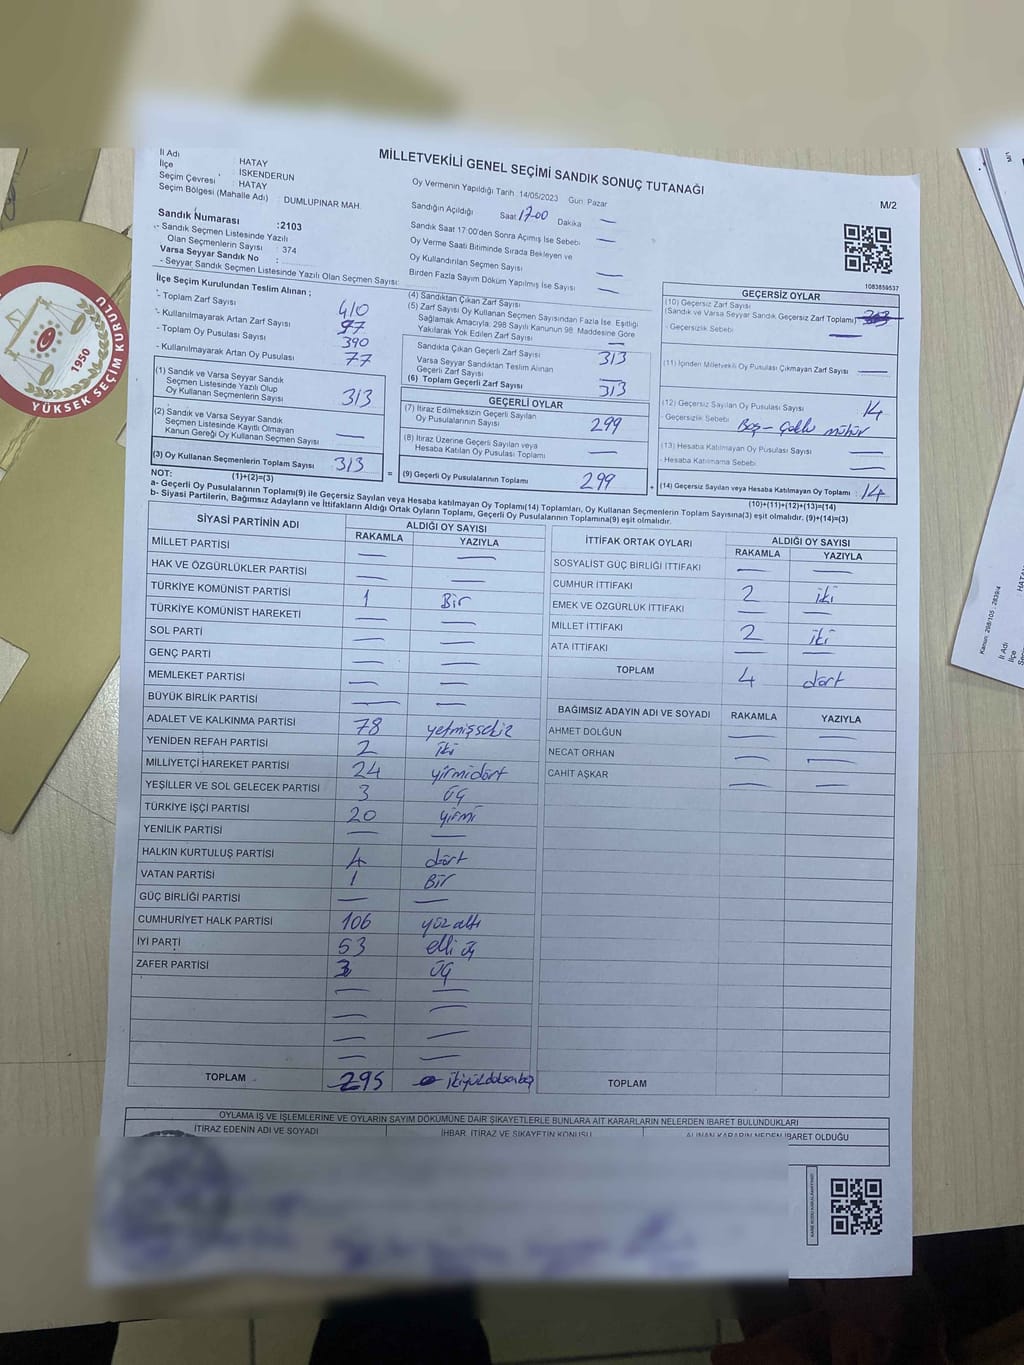 MİLLETVEKİLİ GENEL SEÇİMİ SANDIK SONUÇ TUTANAĞI
M/2
İl Adı : HATAY
İlçe : İSKENDERUN
Seçim Çevresi : HATAY
Seçim Bölgesi (Mahalle Adı) : DUMLUPINAR MAH.
Sandık Numarası :2103
- Sandık Seçmen Listesinde Yazılı
Olan Seçmenlerin Sayısı : 374
Varsa Seyyar Sandık No :
- Seyyar Sandık Seçmen Listesinde Yazılı Olan Seçmen Sayısı:
Oy Vermenin Yapıldığı Tarih :14/05/2023 Gün: Pazar
Sandığın Açıldığı Saat 17.00 Dakika —
Sandık Saat 17:00'den Sonra Açımış İse Sebebi —
Oy Verme Saati Bitiminde Sırada Bekleyen ve
Oy Kullandırılan Seçmen Sayısı —
Birden Fazla Sayım Döküm Yapılmış İse Sayısı : —
1083659537
İlçe Seçim Kurulundan Teslim Alınan ;
- Toplam Zarf Sayısı 410
- Kullanılmayarak Artan Zarf Sayısı 97
- Toplam Oy Pusulası Sayısı 390
- Kullanılmayarak Artan Oy Pusulası 77
(1) Sandık ve Varsa Seyyar Sandık
Seçmen Listesinde Yazılı Olup
Oy Kullanan Seçmenlerin Sayısı 313
(2) Sandık ve Varsa Seyyar Sandık
Seçmen Listesinde Kayıtlı Olmayan
Kanun Gereği Oy Kullanan Seçmen Sayısı —
(3) Oy Kullanan Seçmenlerin Toplam Sayısı 313
(1)+(2)=(3)
(4) Sandıktan Çıkan Zarf Sayısı
(5) Zarf Sayısı Oy Kullanan Seçmen Sayısından Fazla İse, Eşitliği
Sağlamak Amacıyla; 298 Sayılı Kanunun 98. Maddesine Göre
Yakılarak Yok Edilen Zarf Sayısı —
Sandıkta Çıkan Geçerli Zarf Sayısı 313
Varsa Seyyar Sandıktan Teslim Alınan
Geçerli Zarf Sayısı —
(6) Toplam Geçerli Zarf Sayısı 313
GEÇERLİ OYLAR
(7) İtiraz Edilmeksizin Geçerli Sayılan
Oy Pusulalarının Sayısı 299
(8) İtiraz Üzerine Geçerli Sayılan veya
Hesaba Katılan Oy Pusulası Toplamı —
= (9) Geçerli Oy Pusulalarının Toplamı 299 +
GEÇERSİZ OYLAR
(10) Geçersiz Zarf Sayısı
(Sandık ve Varsa Seyyar Sandık Geçersiz Zarf Toplamı)
- Geçersizlik Sebebi —
(11) İçinden Milletvekili Oy Pusulası Çıkmayan Zarf Sayısı —
(12) Geçersiz Sayılan Oy Pusulası Sayısı 14
- Geçersizlik Sebebi Boş - Çoklu mühür
(13) Hesaba Katılmayan Oy Pusulası Sayısı —
- Hesaba Katılmama Sebebi —
(14) Geçersiz Sayılan veya Hesaba Katılmayan Oy Toplamı : 14
(10)+(11)+(12)+(13)=(14)
NOT:
a- Geçerli Oy Pusulalarının Toplamı(9) ile Geçersiz Sayılan veya Hesaba katılmayan Oy Toplamı(14) Toplamları, Oy Kullanan Seçmenlerin Toplam Sayısına(3) eşit olmalıdır. (9)+(14)=(3)
b- Siyasi Partilerin, Bağımsız Adayların ve İttifakların Aldığı Ortak Oyların Toplamı, Geçerli Oy Pusulalarının Toplamına(9) eşit olmalıdır.
SİYASİ PARTİNİN ADI ALDIĞI OY SAYISI
RAKAMLA YAZIYLA
MİLLET PARTİSİ — —
HAK VE ÖZGÜRLÜKLER PARTİSİ — —
TÜRKİYE KOMÜNİST PARTİSİ 1 Bir
TÜRKİYE KOMÜNİST HAREKETİ — —
SOL PARTİ — —
GENÇ PARTİ — —
MEMLEKET PARTİSİ — —
BÜYÜK BİRLİK PARTİSİ — —
ADALET VE KALKINMA PARTİSİ 78 yetmişsekiz
YENİDEN REFAH PARTİSİ 2 iki
MİLLİYETÇİ HAREKET PARTİSİ 24 yirmidört
YEŞİLLER VE SOL GELECEK PARTİSİ 3 üç
TÜRKİYE İŞÇİ PARTİSİ 20 yirmi
YENİLİK PARTİSİ — —
HALKIN KURTULUŞ PARTİSİ 4 dört
VATAN PARTİSİ 1 Bir
GÜÇ BİRLİĞİ PARTİSİ — —
CUMHURİYET HALK PARTİSİ 106 yüzaltı
İYİ PARTİ 53 elli üç
ZAFER PARTİSİ 3 üç
— —
— —
— —
— —
TOPLAM 295
İTTİFAK ORTAK OYLARI ALDIĞI OY SAYISI
RAKAMLA YAZIYLA
SOSYALİST GÜÇ BİRLİĞİ İTTİFAKI — —
CUMHUR İTTİFAKI 2 iki
EMEK VE ÖZGÜRLÜK İTTİFAKI — —
MİLLET İTTİFAKI 2 iki
ATA İTTİFAKI — —
TOPLAM 4 dört
BAĞIMSIZ ADAYIN ADI VE SOYADI RAKAMLA YAZIYLA
AHMET DOLĞUN — —
NECAT ORHAN — —
CAHİT AŞKAR — —
TOPLAM
OYLAMA İŞ VE İŞLEMLERİNE VE OYLARIN SAYIM DÖKÜMÜNE DAİR ŞİKAYETLERLE BUNLARA AİT KARARLARIN NELERDEN İBARET BULUNDUKLARI
İTİRAZ EDENİN ADI VE SOYADI İHBAR, İTİRAZ VE ŞİKAYETİN KONUSU ALINAN KARARIN NEDEN İBARET OLDUĞU
1950
YÜKSEK SEÇİM KURULU
İl Adı
İlçe